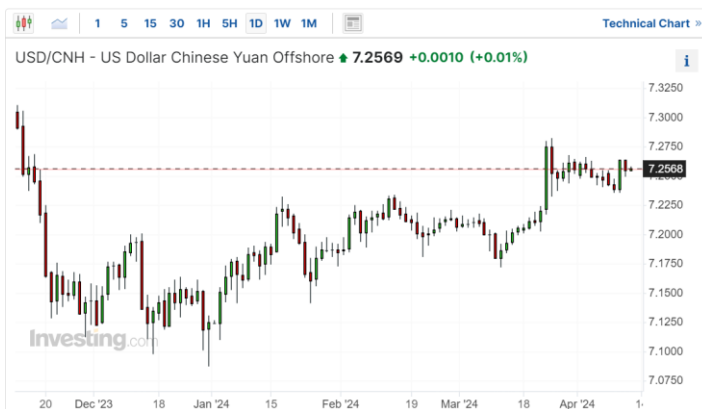 1 5 15 30 1H 5H 1D 1W 1M Technical Chart »
USD/CNH - US Dollar Chinese Yuan Offshore 7.2569 +0.0010 (+0.01%)
i
7.3250
7.3000
7.2750
7.2568
7.2500
7.2250
7.2000
7.1750
7.1500
7.1250
7.1000
7.0750
Investing.com
20 Dec '23 18 Jan '24 15 Feb '24 19 Mar '24 18 Apr '24 1